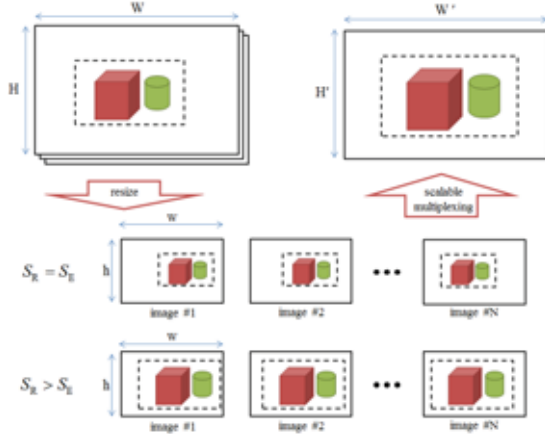 W
W'
H
H'
resize
scalable
multiplexing
W
S_R = S_E
h'
image #1
image #2
image #N
W
S_R > S_E
h'
image #1
image #2
image #N